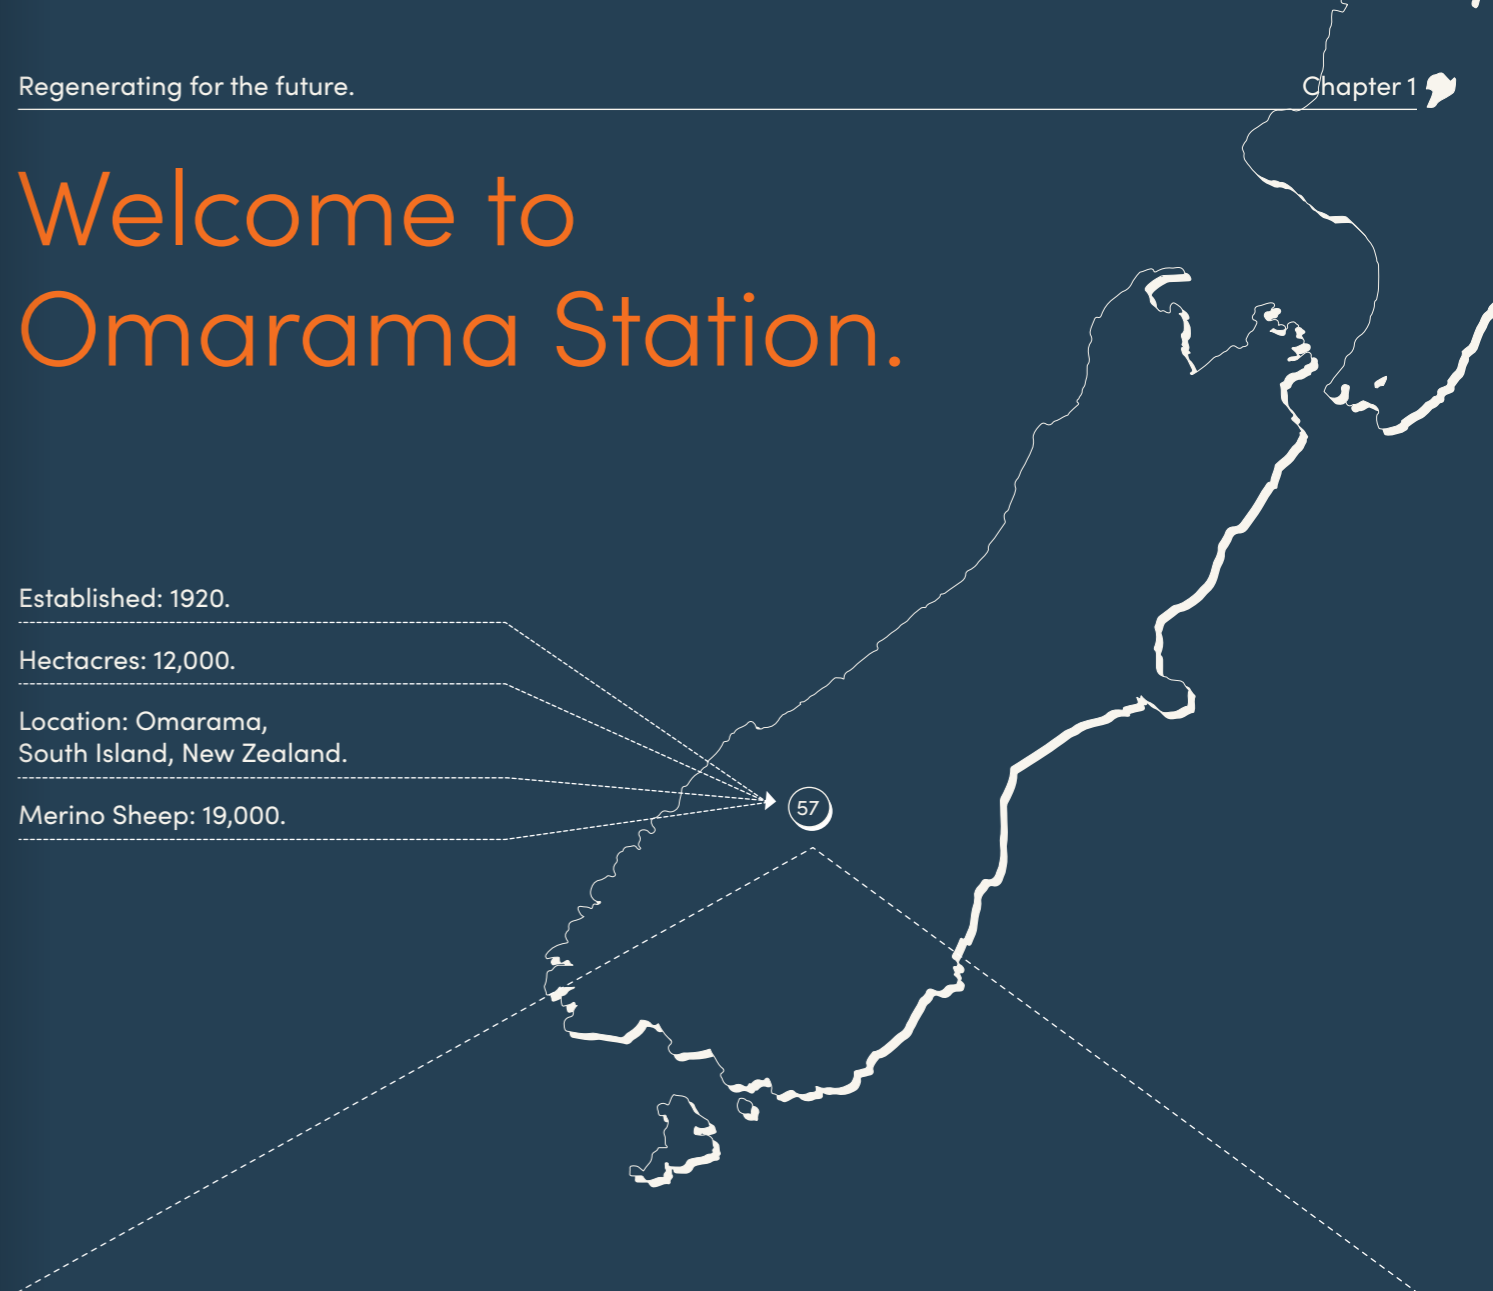 Regenerating for the future.
Chapter 1
Welcome to
Omarama Station.
Established: 1920.
Hectacres: 12,000.
Location: Omarama,
South Island, New Zealand.
Merino Sheep: 19,000.
57